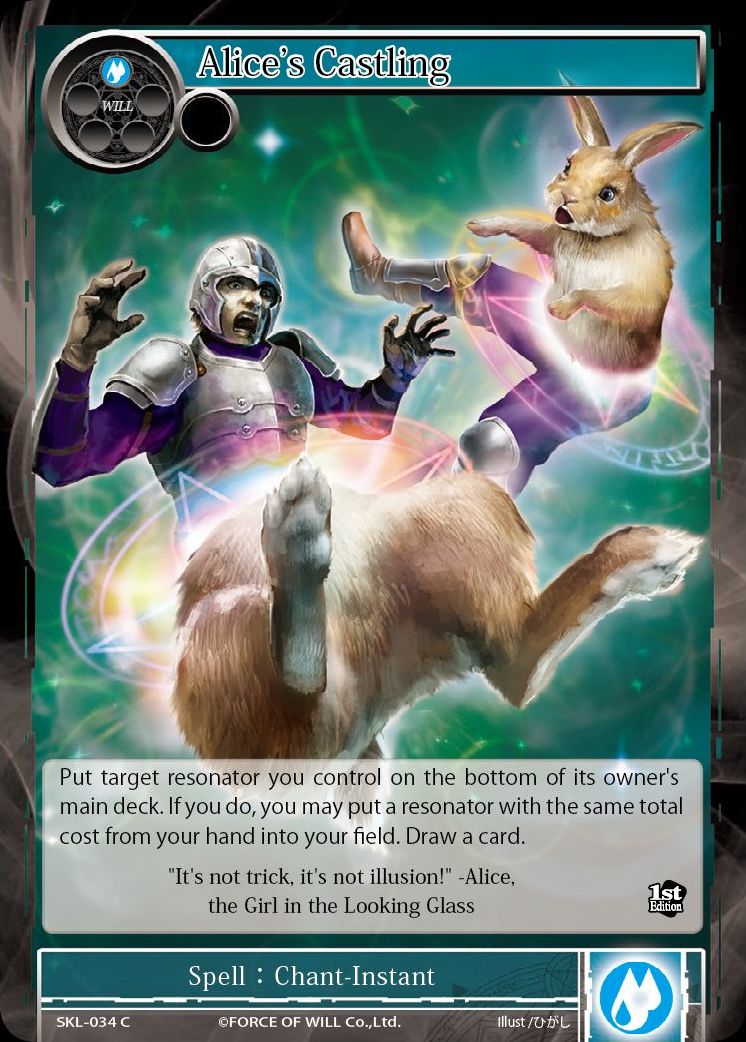 Alice's Castling
WILL
Put target resonator you control on the bottom of its owner's
main deck. If you do, you may put a resonator with the same total
cost from your hand into your field. Draw a card.
"It's not trick, it's not illusion!" -Alice,
the Girl in the Looking Glass
1st
Edition
Spell : Chant-Instant
SKL-034 C
©FORCE OF WILL Co.,Ltd.
Illust /ひがし